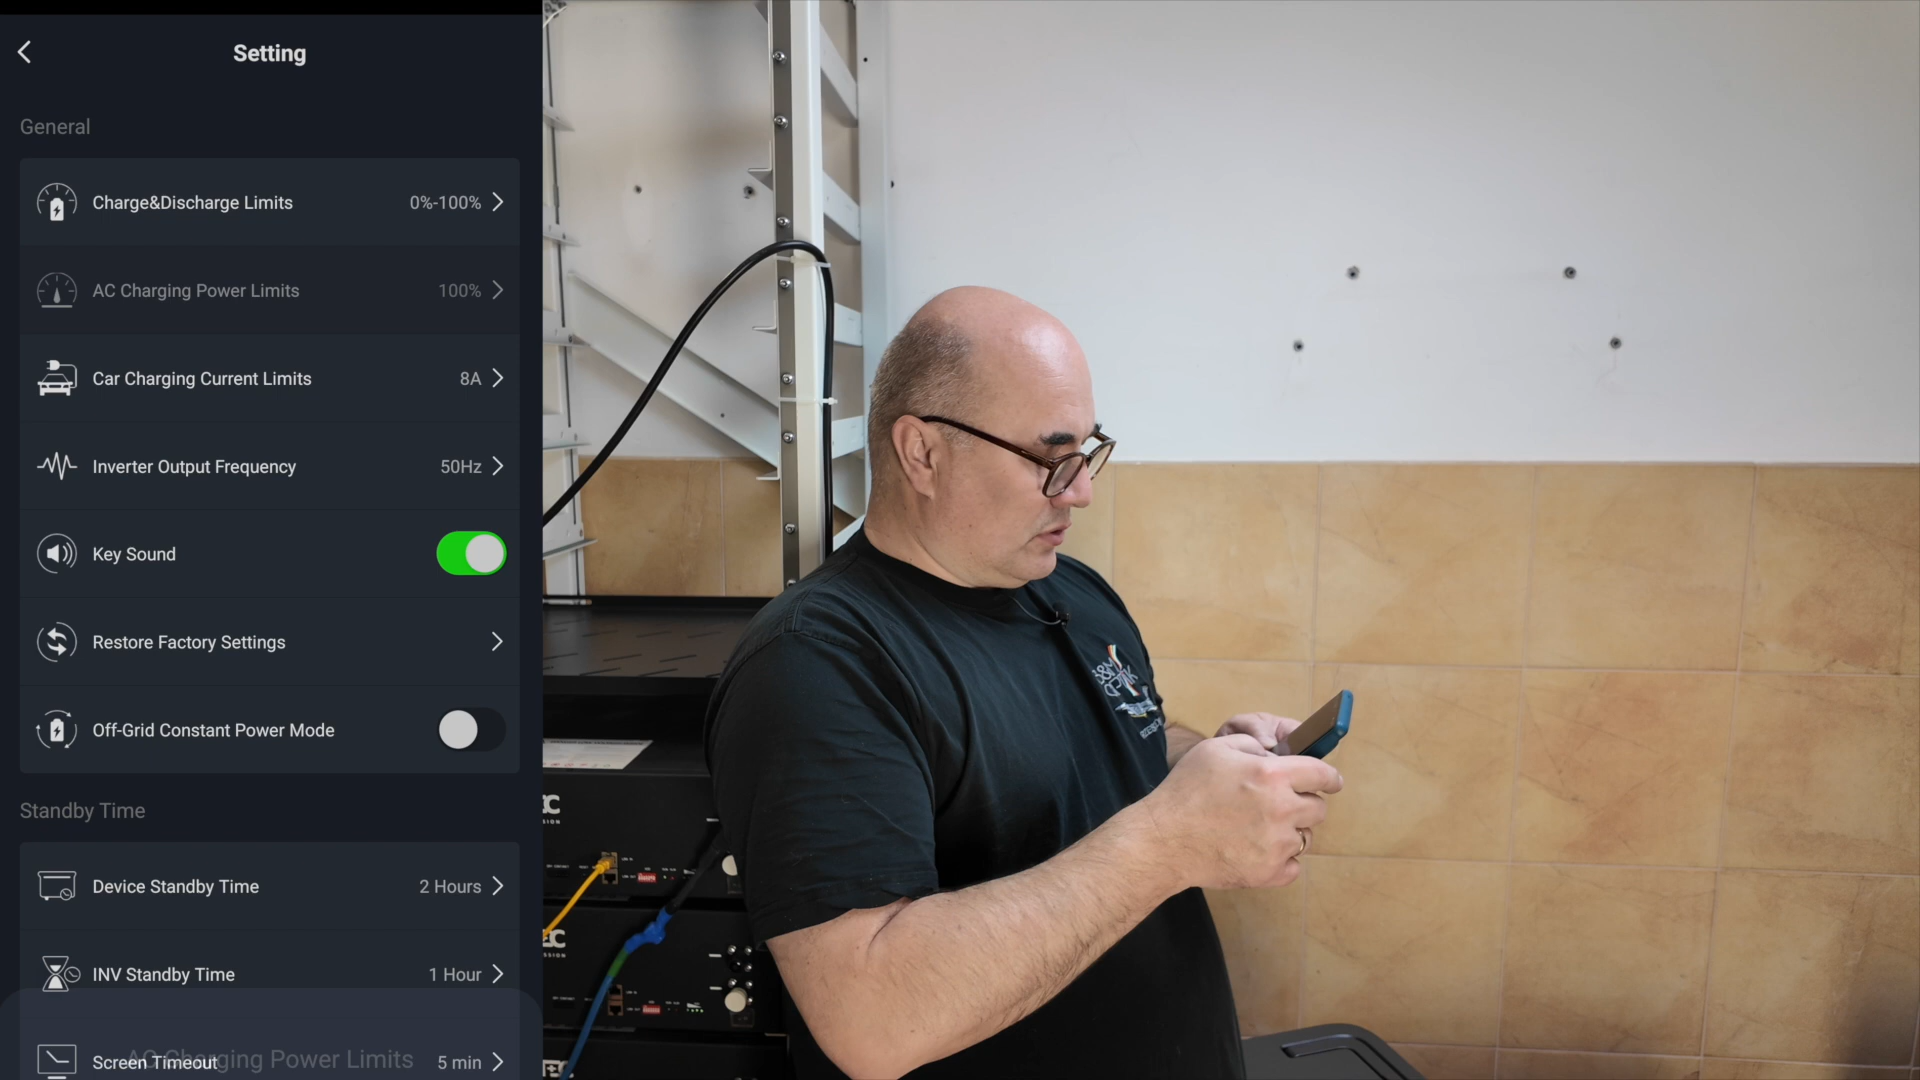 Setting
General
Charge&Discharge Limits 0%-100%
AC Charging Power Limits 100%
Car Charging Current Limits 8A
Inverter Output Frequency 50Hz
Key Sound
Restore Factory Settings
Off-Grid Constant Power Mode
Standby Time
Device Standby Time 2 Hours
INV Standby Time 1 Hour
Screen Timeout 5 min
AC Charging Power Limits